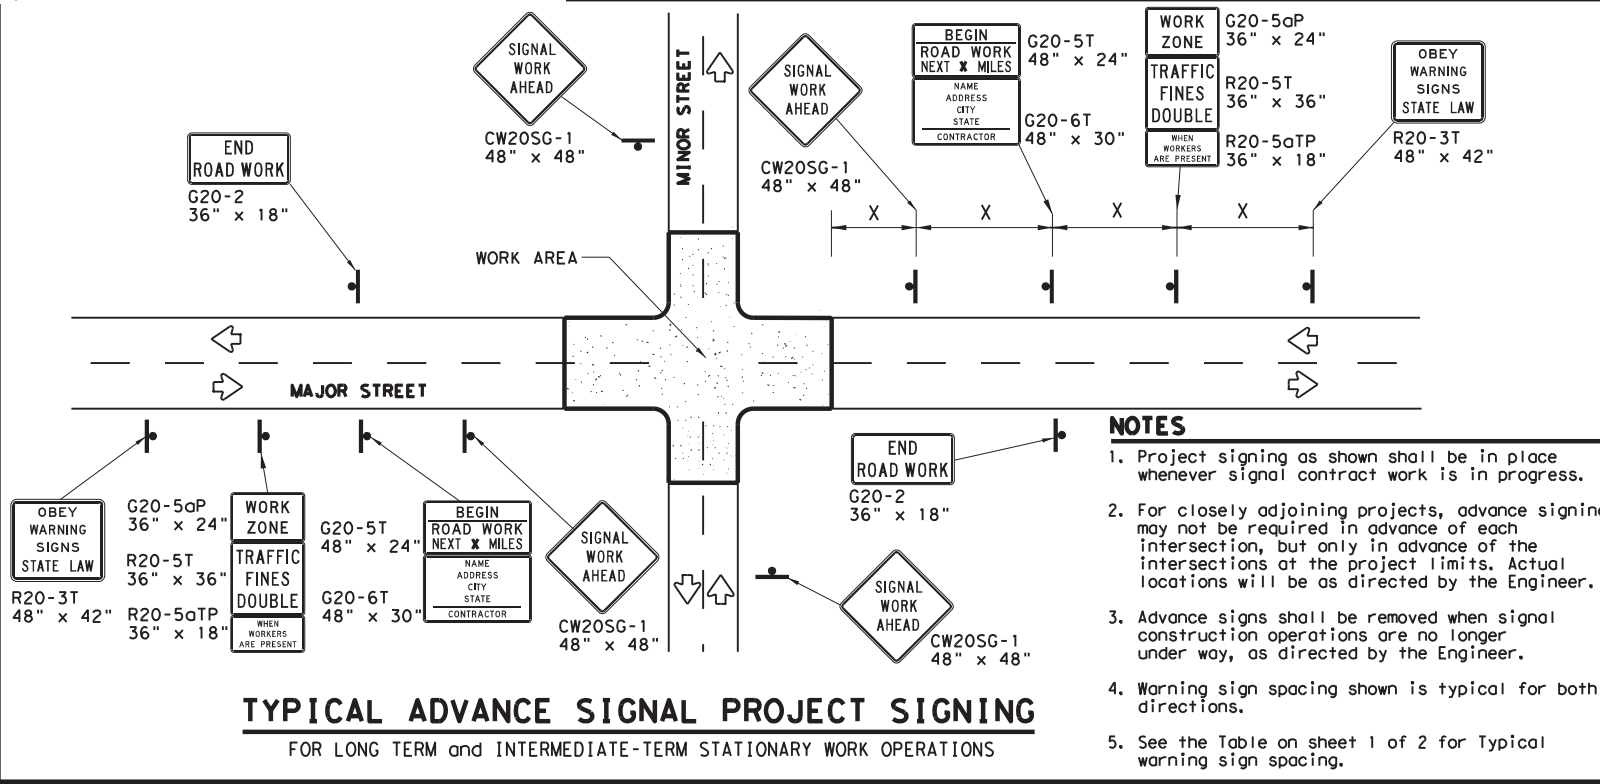 SIGNAL
WORK
AHEAD
CW20SG-1
48" x 48"
END
ROAD WORK
G20-2
36" x 18"
MINOR STREET
SIGNAL
WORK
AHEAD
CW20SG-1
48" x 48"
BEGIN
ROAD WORK
NEXT X MILES
NAME
ADDRESS
CITY
STATE
CONTRACTOR
G20-5T
48" x 24"
G20-6T
48" x 30"
WORK
ZONE
TRAFFIC
FINES
DOUBLE
WHEN
WORKERS
ARE PRESENT
G20-5aP
36" x 24"
R20-5T
36" x 36"
R20-5aTP
36" x 18"
OBEY
WARNING
SIGNS
STATE LAW
R20-3T
48" x 42"
X
X
X
X
WORK AREA
MAJOR STREET
OBEY
WARNING
SIGNS
STATE LAW
R20-3T
48" x 42"
G20-5aP
36" x 24"
R20-5T
36" x 36"
R20-5aTP
36" x 18"
WORK
ZONE
TRAFFIC
FINES
DOUBLE
WHEN
WORKERS
ARE PRESENT
G20-5T
48" x 24"
G20-6T
48" x 30"
BEGIN
ROAD WORK
NEXT X MILES
NAME
ADDRESS
CITY
STATE
CONTRACTOR
SIGNAL
WORK
AHEAD
CW20SG-1
48" x 48"
END
ROAD WORK
G20-2
36" x 18"
SIGNAL
WORK
AHEAD
CW20SG-1
48" x 48"
TYPICAL ADVANCE SIGNAL PROJECT SIGNING
FOR LONG TERM and INTERMEDIATE-TERM STATIONARY WORK OPERATIONS
NOTES
1. Project signing as shown shall be in place
whenever signal contract work is in progress.
2. For closely adjoining projects, advance signing
may not be required in advance of each
intersection, but only in advance of the
intersections at the project limits. Actual
locations will be as directed by the Engineer.
3. Advance signs shall be removed when signal
construction operations are no longer
under way, as directed by the Engineer.
4. Warning sign spacing shown is typical for both
directions.
5. See the Table on sheet 1 of 2 for Typical
warning sign spacing.